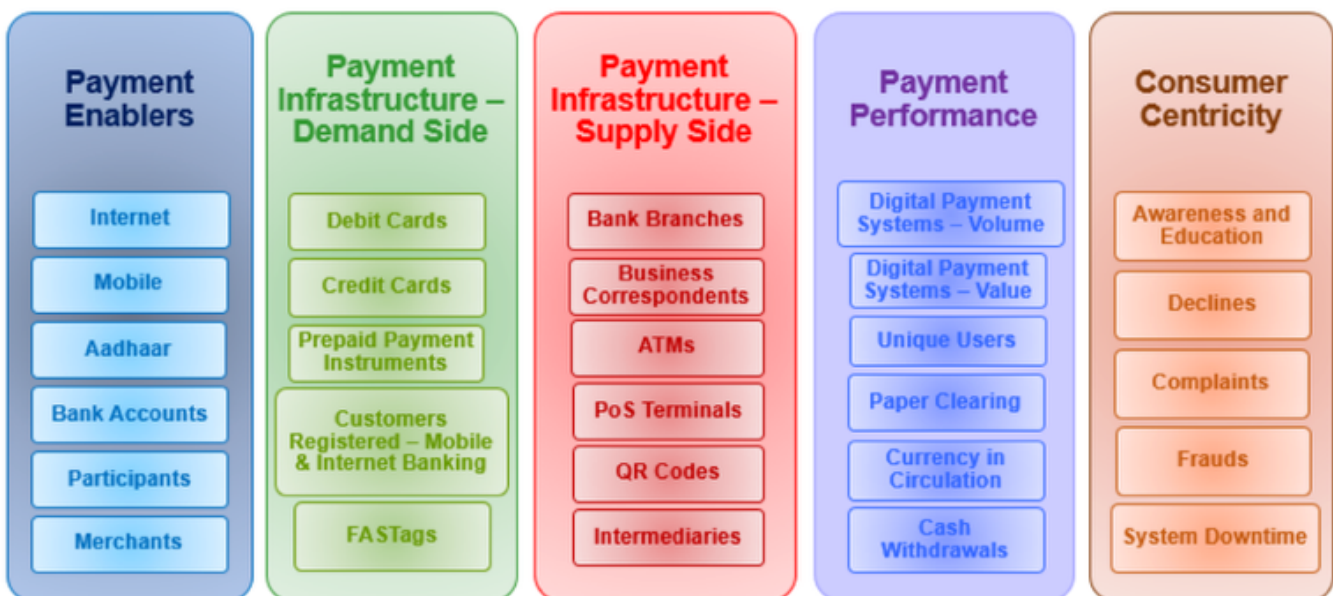 Payment
Enablers
Internet
Mobile
Aadhaar
Bank Accounts
Participants
Merchants
Payment
Infrastructure –
Demand Side
Debit Cards
Credit Cards
Prepaid Payment
Instruments
Customers
Registered – Mobile
& Internet Banking
FASTags
Payment
Infrastructure –
Supply Side
Bank Branches
Business
Correspondents
ATMs
PoS Terminals
QR Codes
Intermediaries
Payment
Performance
Digital Payment
Systems – Volume
Digital Payment
Systems – Value
Unique Users
Paper Clearing
Currency in
Circulation
Cash
Withdrawals
Consumer
Centricity
Awareness and
Education
Declines
Complaints
Frauds
System Downtime